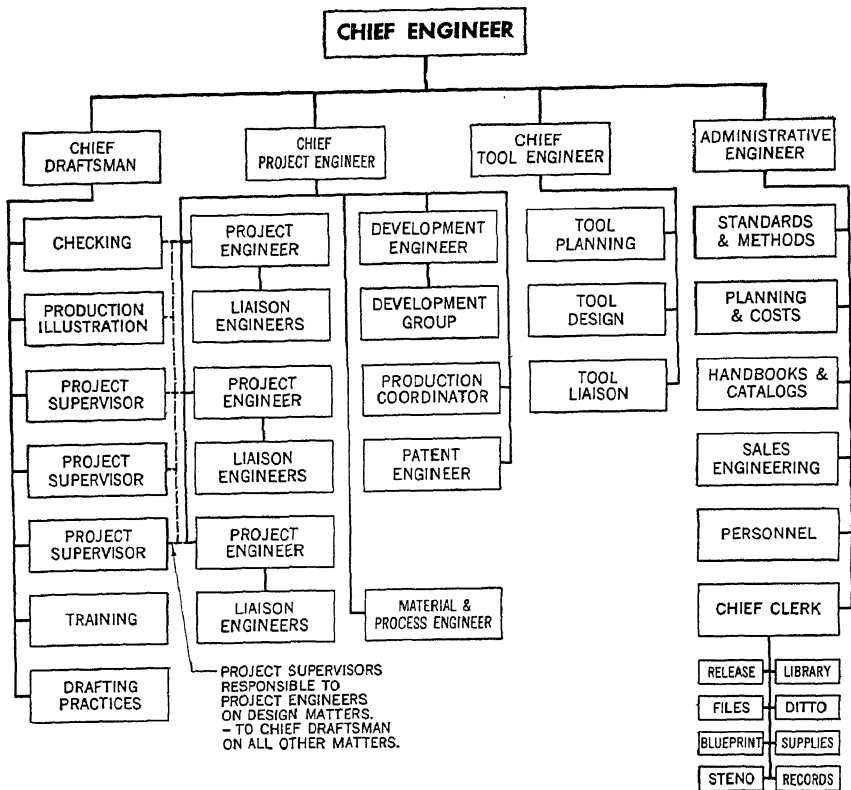 CHIEF ENGINEER
CHIEF
DRAFTSMAN
CHIEF
PROJECT ENGINEER
CHIEF
TOOL ENGINEER
ADMINISTRATIVE
ENGINEER
CHECKING
PRODUCTION
ILLUSTRATION
PROJECT
SUPERVISOR
PROJECT
SUPERVISOR
PROJECT
SUPERVISOR
TRAINING
DRAFTING
PRACTICES
PROJECT
ENGINEER
LIAISON
ENGINEERS
PROJECT
ENGINEER
LIAISON
ENGINEERS
PROJECT
ENGINEER
LIAISON
ENGINEERS
PROJECT SUPERVISORS
RESPONSIBLE TO
PROJECT ENGINEERS
ON DESIGN MATTERS.
– TO CHIEF DRAFTSMAN
ON ALL OTHER MATTERS.
DEVELOPMENT
ENGINEER
DEVELOPMENT
GROUP
PRODUCTION
COORDINATOR
PATENT
ENGINEER
MATERIAL &
PROCESS ENGINEER
TOOL
PLANNING
TOOL
DESIGN
TOOL
LIAISON
STANDARDS
& METHODS
PLANNING
& COSTS
HANDBOOKS &
CATALOGS
SALES
ENGINEERING
PERSONNEL
CHIEF CLERK
RELEASE LIBRARY
FILES DITTO
BLUEPRINT SUPPLIES
STENO RECORDS